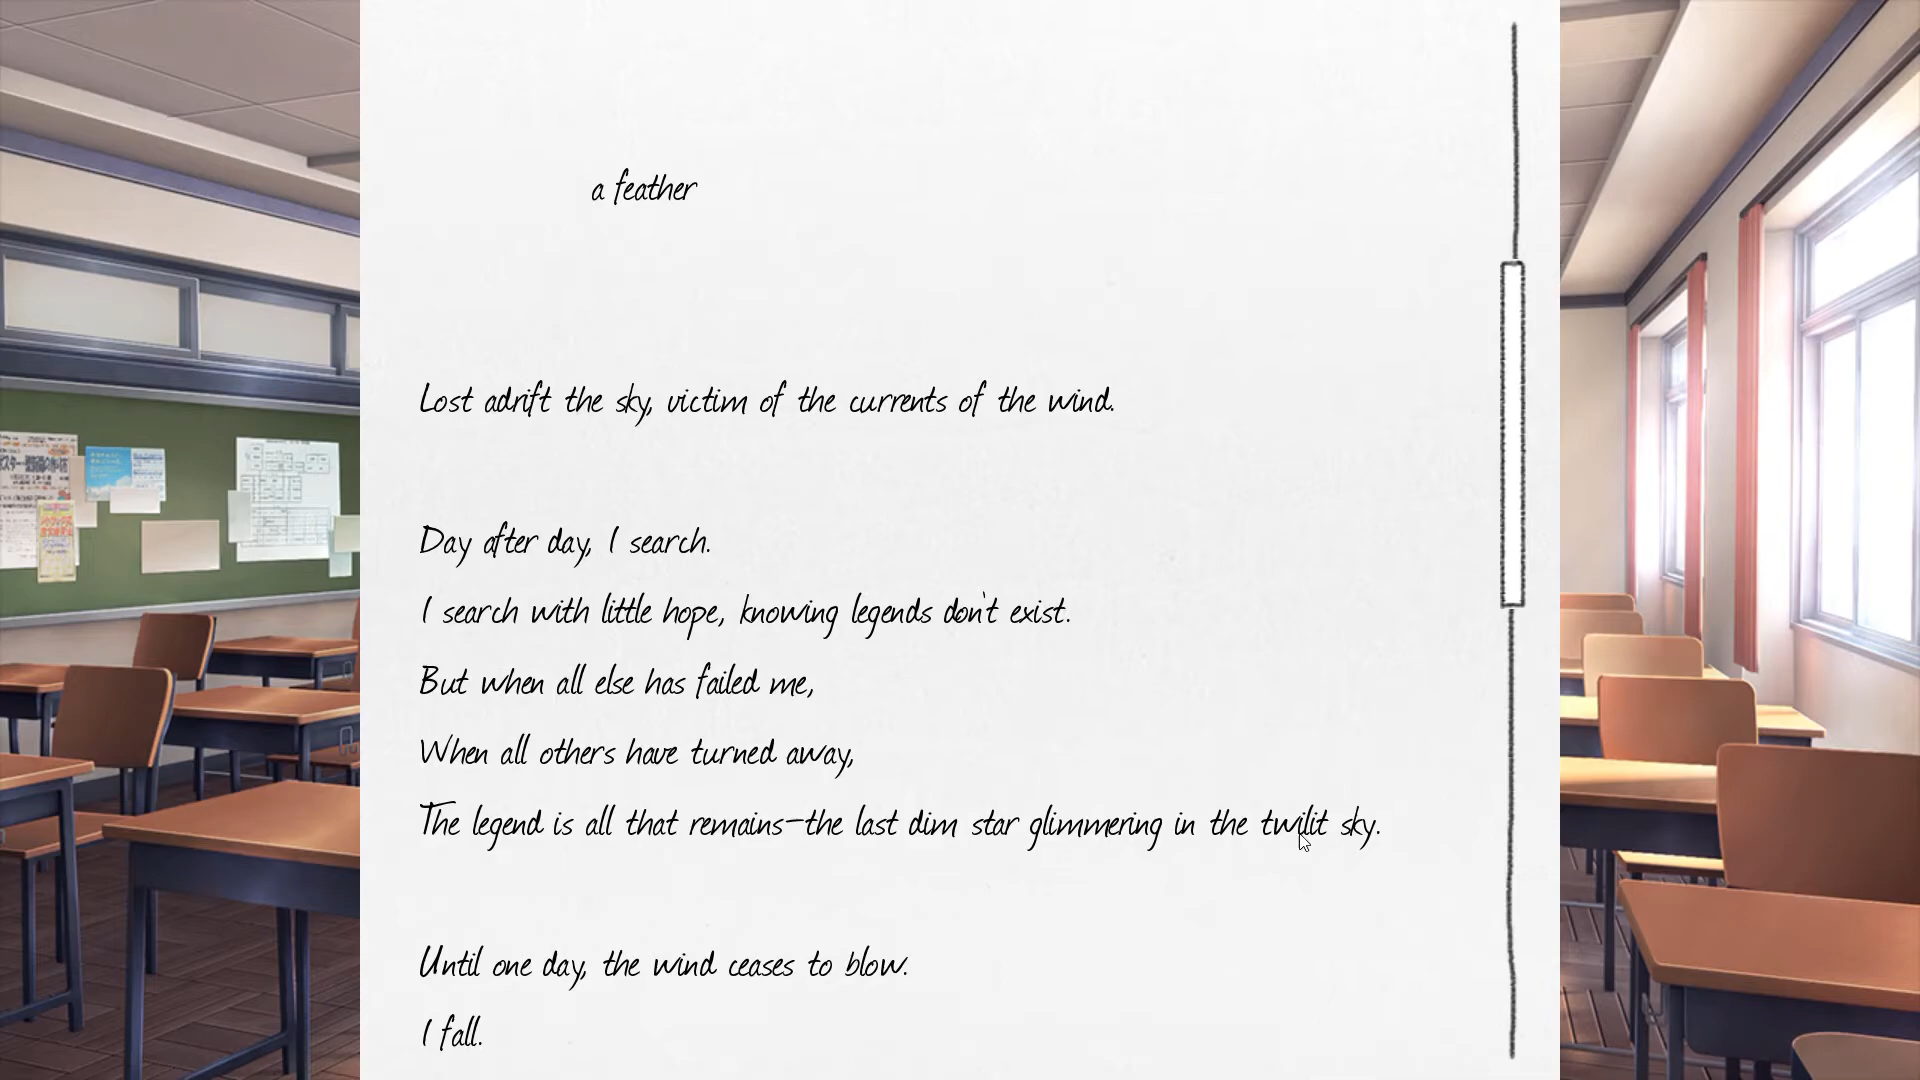 a feather
Lost adrift the sky, victim of the currents of the wind.
Day after day, I search.
I search with little hope, knowing legends don't exist.
But when all else has failed me,
When all others have turned away,
The legend is all that remains—the last dim star glimmering in the twilit sky.
Until one day, the wind ceases to blow.
I fall.